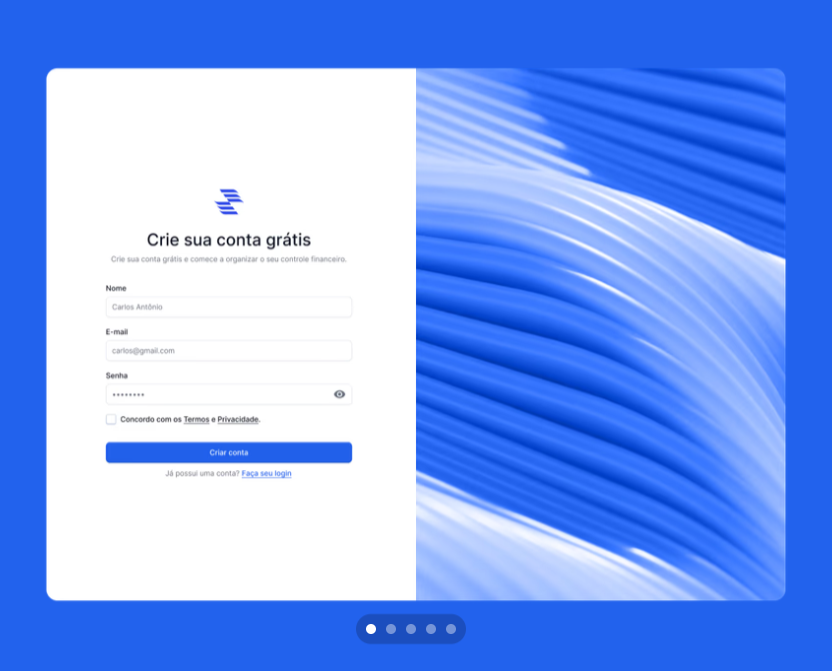 Crie sua conta grátis
Crie sua conta grátis e comece a organizar o seu controle financeiro.
Nome
Carlos Antônio
E-mail
carlos@gmail.com
Senha
••••••••
Concordo com os Termos e Privacidade.
Criar conta
Já possui uma conta? Faça seu login